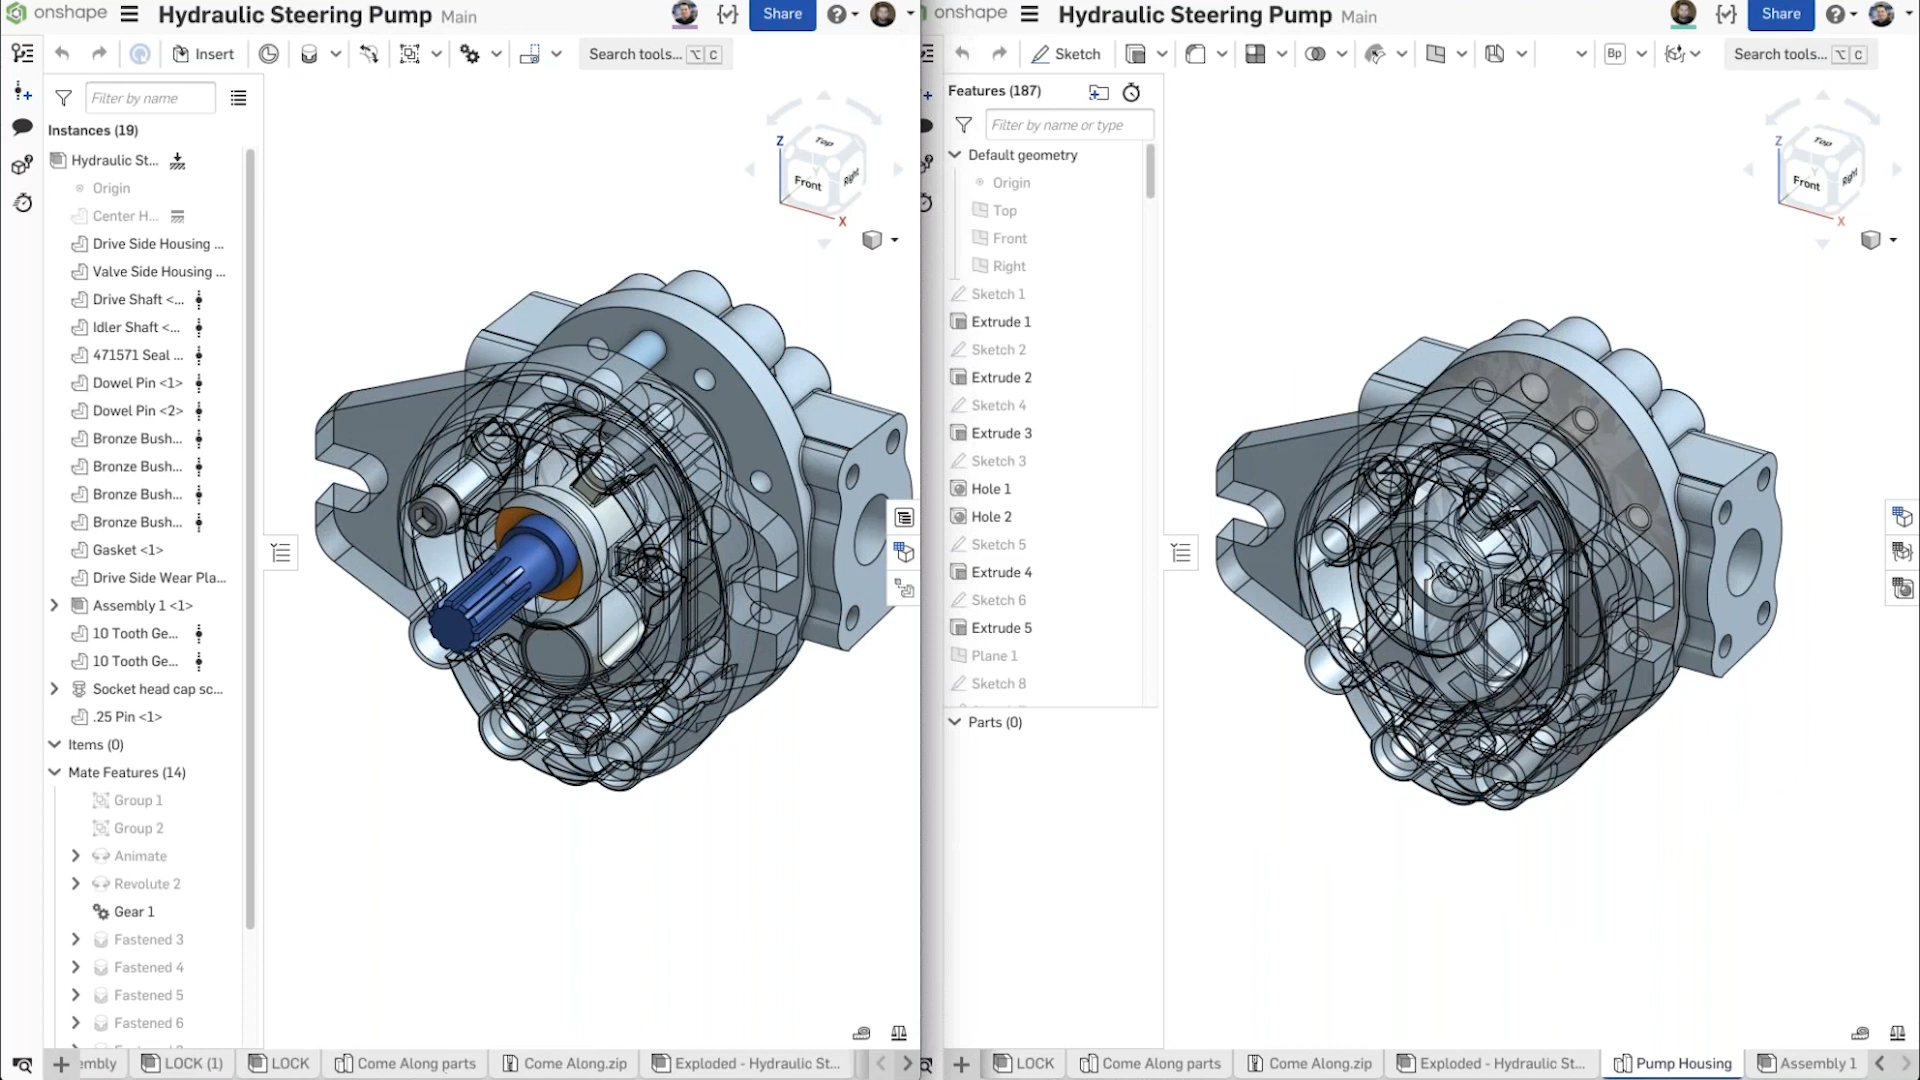 onshape Hydraulic Steering Pump Main Share
Insert Search tools... ⌥ C
Filter by name
Instances (19)
Hydraulic St...
Origin
Center H...
Drive Side Housing ...
Valve Side Housing ...
Drive Shaft <...
Idler Shaft <...
471571 Seal ...
Dowel Pin <1>
Dowel Pin <2>
Bronze Bush...
Bronze Bush...
Bronze Bush...
Bronze Bush...
Gasket <1>
Drive Side Wear Pla...
Assembly 1 <1>
10 Tooth Ge...
10 Tooth Ge...
Socket head cap sc...
.25 Pin <1>
Items (0)
Mate Features (14)
Group 1
Group 2
Animate
Revolute 2
Gear 1
Fastened 3
Fastened 4
Fastened 5
Fastened 6
Z
Top
Front
Right
X
embly LOCK (1) LOCK Come Along parts Come Along.zip Exploded - Hydraulic St...
onshape Hydraulic Steering Pump Main Share
Sketch Bp Search tools... ⌥ C
Features (187)
Filter by name or type
Default geometry
Origin
Top
Front
Right
Sketch 1
Extrude 1
Sketch 2
Extrude 2
Sketch 4
Extrude 3
Sketch 3
Hole 1
Hole 2
Sketch 5
Extrude 4
Sketch 6
Extrude 5
Plane 1
Sketch 8
Parts (0)
Z
Top
Front
Right
X
LOCK Come Along parts Come Along.zip Exploded - Hydraulic St... Pump Housing Assembly 1